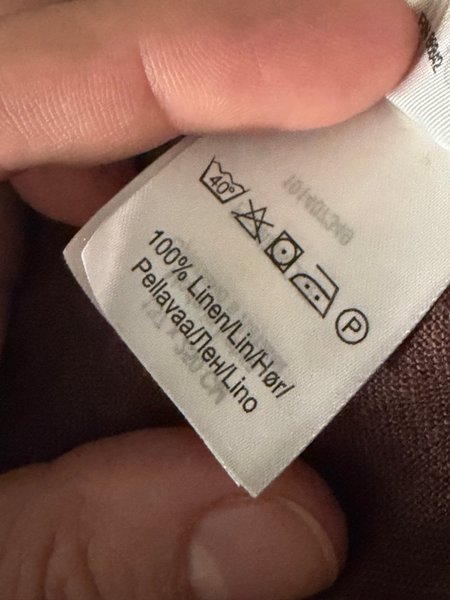 40°
P
100% Linen/Lin/Hør/
Pellavaa/Лен/Lino